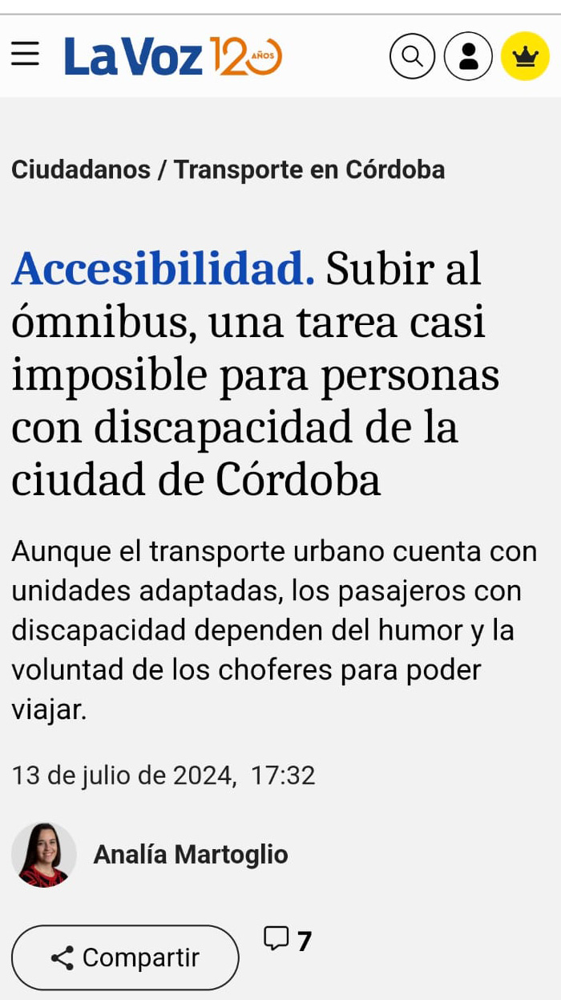 La Voz 120 AÑOS
Ciudadanos / Transporte en Córdoba
Accesibilidad. Subir al
ómnibus, una tarea casi
imposible para personas
con discapacidad de la
ciudad de Córdoba
Aunque el transporte urbano cuenta con
unidades adaptadas, los pasajeros con
discapacidad dependen del humor y la
voluntad de los choferes para poder
viajar.
13 de julio de 2024, 17:32
Analía Martoglio
Compartir 7